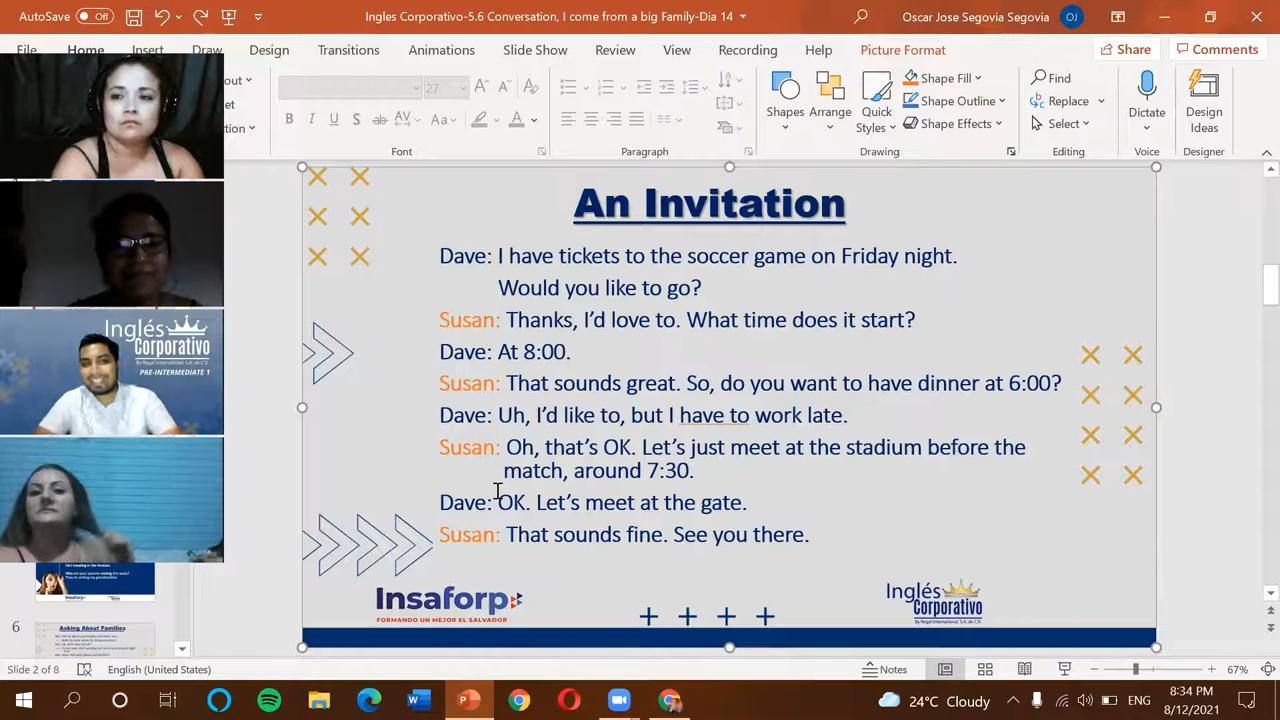 AutoSave Off
Ingles Corporativo-5.6 Conversation, I come from a big Family-Dia 14
Oscar Jose Segovia Segovia OJ
File Home Insert Draw Design Transitions Animations Slide Show Review View Recording Help Picture Format Share Comments
Shape Fill
Shape Outline
Shape Effects
Shapes Arrange Quick Styles
Find
Replace
Select
Dictate
Design Ideas
Font Paragraph Drawing Editing Voice Designer
An Invitation
Dave: I have tickets to the soccer game on Friday night.
Would you like to go?
Susan: Thanks, I'd love to. What time does it start?
Dave: At 8:00.
Susan: That sounds great. So, do you want to have dinner at 6:00?
Dave: Uh, I'd like to, but I have to work late.
Susan: Oh, that's OK. Let's just meet at the stadium before the
match, around 7:30.
Dave: OK. Let's meet at the gate.
Susan: That sounds fine. See you there.
Insaforp
FORMANDO UN MEJOR EL SALVADOR
Inglés
Corporativo
By Regal International, S.A. de C.V.
Inglés
Corporativo
By Regal International, S.A. de C.V.
PRE-INTERMEDIATE 1
6
Asking About Families
Slide 2 of 8 English (United States) Notes 67%
24°C Cloudy ENG
8:34 PM
8/12/2021